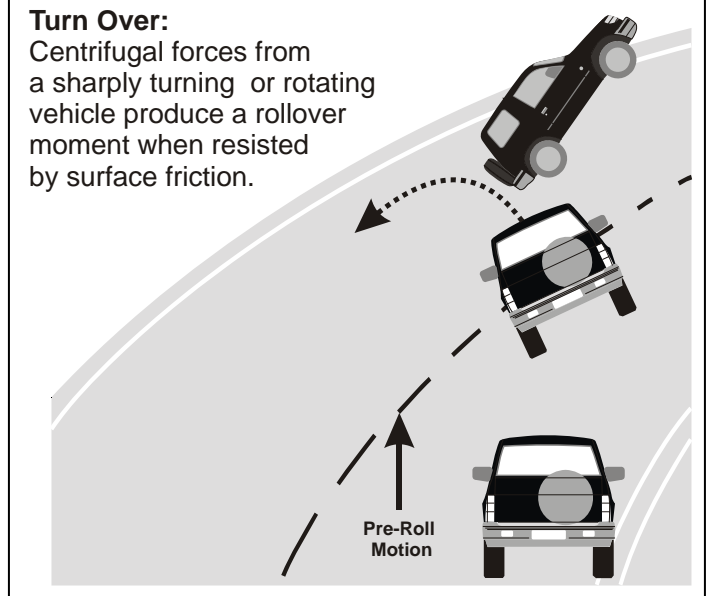 Turn Over:
Centrifugal forces from
a sharply turning  or rotating
vehicle produce a rollover
moment when resisted
by surface friction.
Pre-Roll
Motion